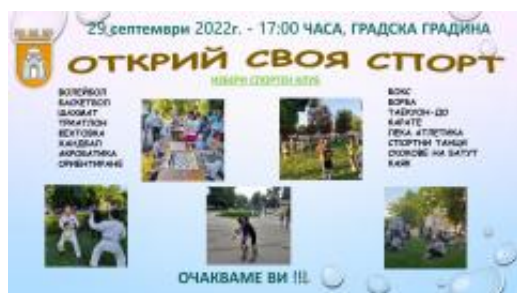 29 септември 2022г. - 17:00 ЧАСА, ГРАДСКА ГРАДИНА
ОТКРИЙ СВОЯ СПОРТ
ИЗБЕРИ СПОРТЕН КЛУБ
ВОЛЕЙБОЛ
БАСКЕТБОЛ
ШАХМАТ
ТРИАТЛОН
ВЕНТОВКА
ХАНДБАЛ
АКРОБАТИКА
ОРИЕНТИРАНЕ
БОКС
БОРБА
ТАЕКУОН-ДО
КАРАТЕ
ЛЕКА АТЛЕТИКА
СПОРТНИ ТАНЦИ
СКОКОВЕ НА БАТУТ
КАЯК
ОЧАКВАМЕ ВИ !!!